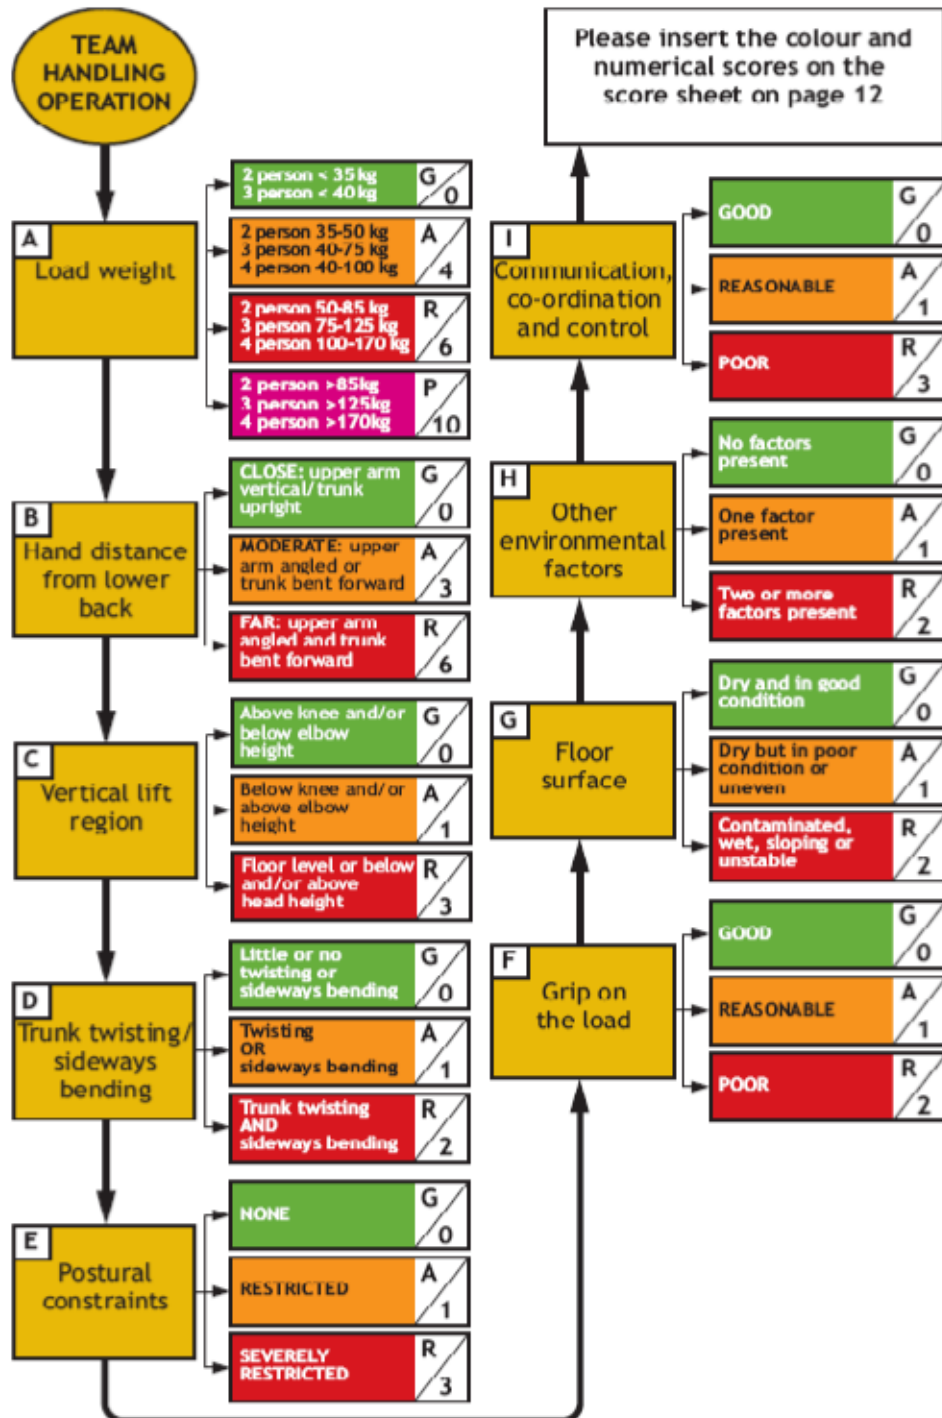 TEAM
HANDLING
OPERATION
A
Load weight
2 person < 35 kg
3 person < 40 kg
G
0
2 person 35-50 kg
3 person 40-75 kg
4 person 40-100 kg
A
4
2 person 50-85 kg
3 person 75-125 kg
4 person 100-170 kg
R
6
2 person >85kg
3 person >125kg
4 person >170kg
P
10
B
Hand distance
from lower
back
CLOSE: upper arm
vertical/trunk
upright
G
0
MODERATE: upper
arm angled or
trunk bent forward
A
3
FAR: upper arm
angled and trunk
bent forward
R
6
C
Vertical lift
region
Above knee and/or
below elbow
height
G
0
Below knee and/or
above elbow
height
A
1
Floor level or below
and/or above
head height
R
3
D
Trunk twisting/
sideways
bending
Little or no
twisting or
sideways bending
G
0
Twisting
OR
sideways bending
A
1
Trunk twisting
AND
sideways bending
R
2
E
Postural
constraints
NONE
G
0
RESTRICTED
A
1
SEVERELY
RESTRICTED
R
3
F
Grip on
the load
GOOD
G
0
REASONABLE
A
1
POOR
R
2
G
Floor
surface
Dry and in good
condition
G
0
Dry but in poor
condition or
uneven
A
1
Contaminated,
wet, sloping or
unstable
R
2
H
Other
environmental
factors
No factors
present
G
0
One factor
present
A
1
Two or more
factors present
R
2
I
Communication,
co-ordination
and control
GOOD
G
0
REASONABLE
A
1
POOR
R
3
Please insert the colour and
numerical scores on the
score sheet on page 12